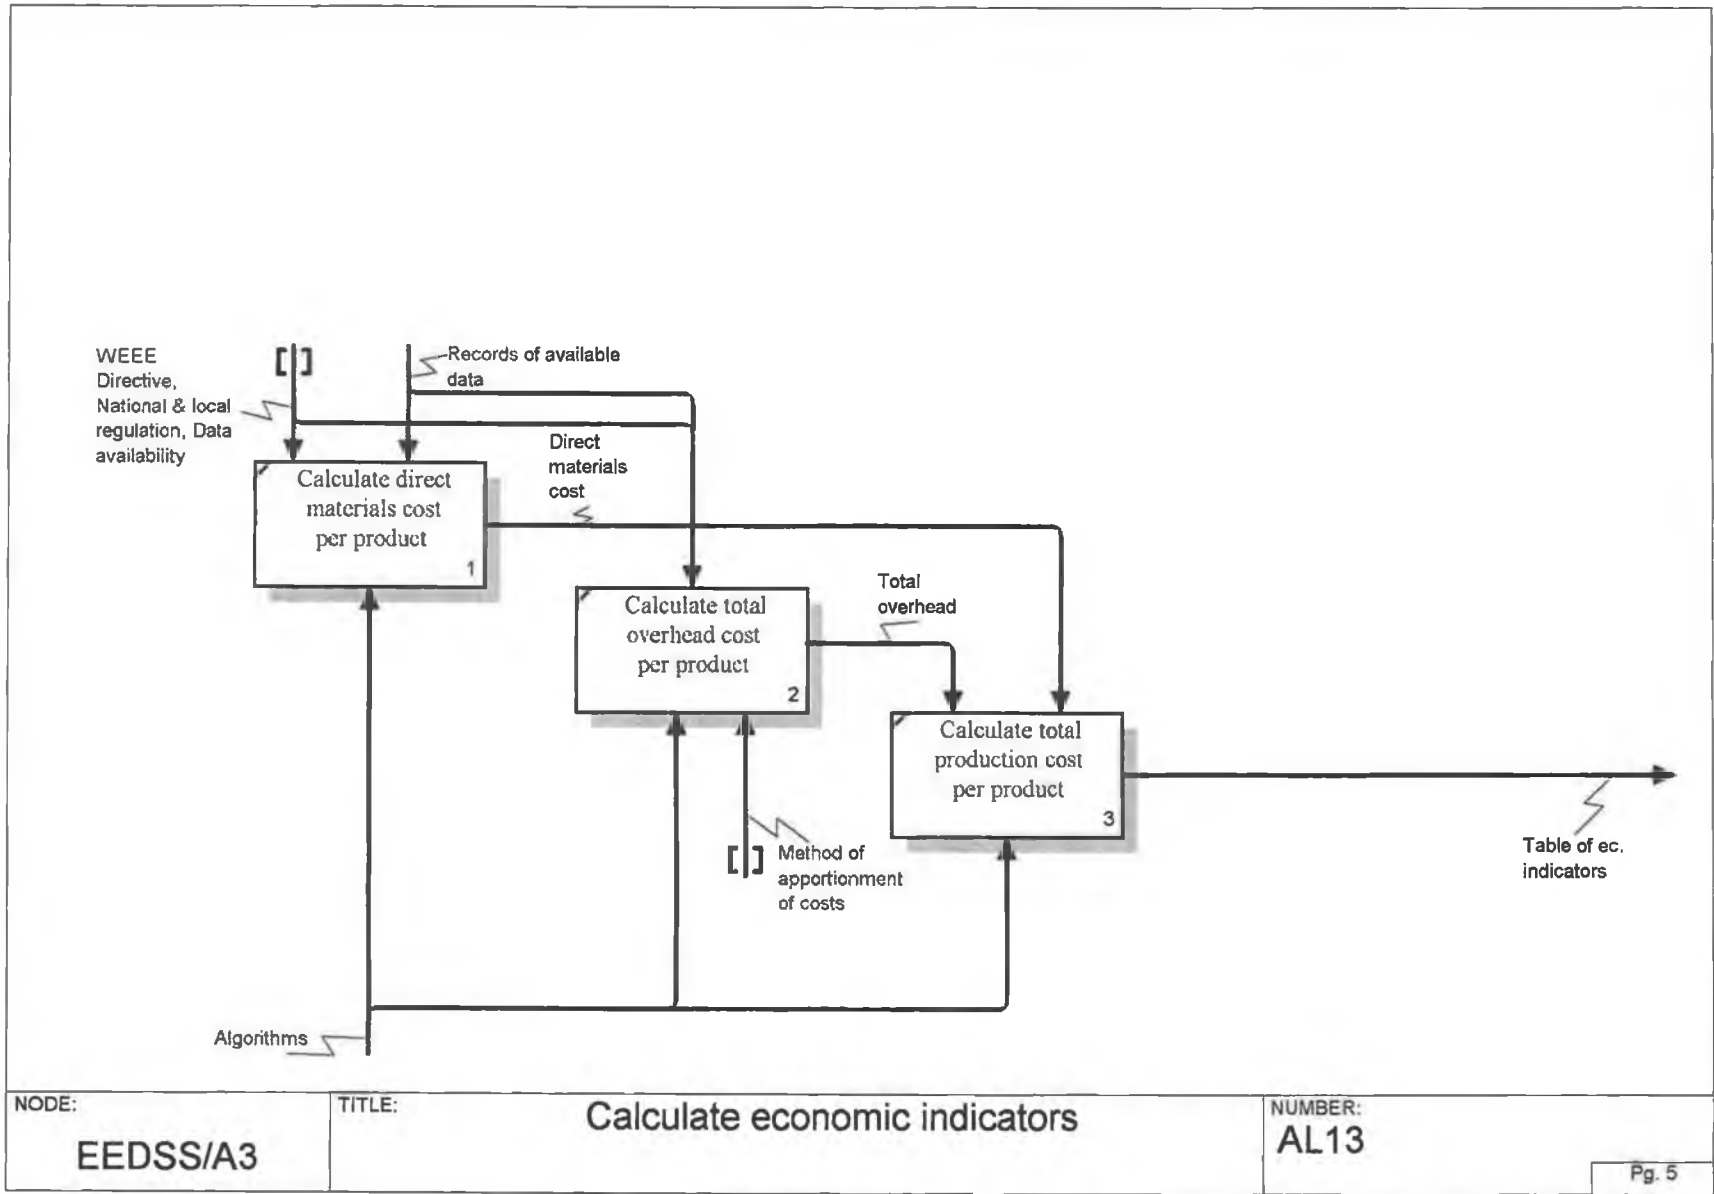 WEEE
Directive,
National & local
regulation, Data
availability
Records of available
data
Direct
materials
cost
Calculate direct
materials cost
per product
1
Total
overhead
Calculate total
overhead cost
per product
2
Calculate total
production cost
per product
3
Method of
apportionment
of costs
Table of ec.
indicators
Algorithms
NODE:
EEDSS/A3
TITLE:
Calculate economic indicators
NUMBER:
AL13
Pg. 5